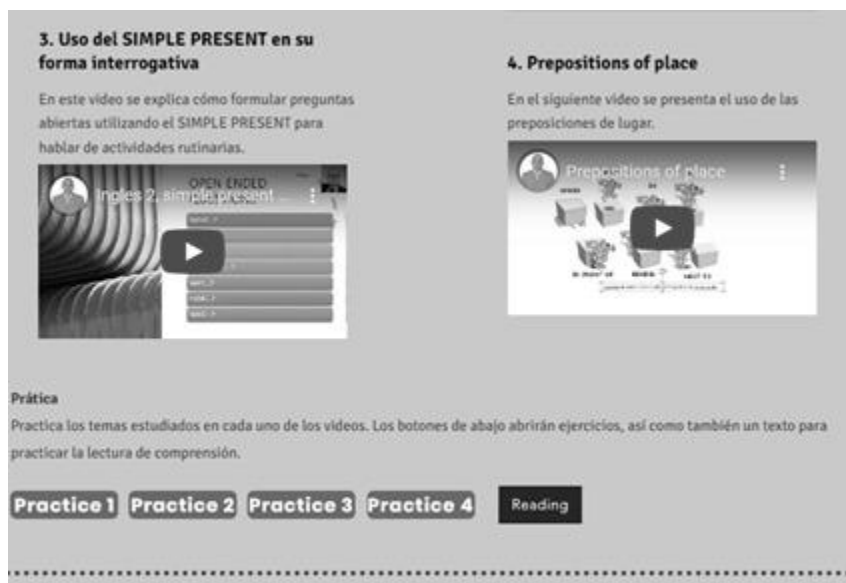 3. Uso del SIMPLE PRESENT en su
forma interrogativa
En este video se explica cómo formular preguntas
abiertas utilizando el SIMPLE PRESENT para
hablar de actividades rutinarias.
OPEN ENDED
Ingles 2, simple present ...
4. Prepositions of place
En el siguiente video se presenta el uso de las
preposiciones de lugar.
Prepositions of place
Prática
Practica los temas estudiados en cada uno de los videos. Los botones de abajo abrirán ejercicios, así como también un texto para
practicar la lectura de comprensión.
Practice 1 Practice 2 Practice 3 Practice 4 Reading